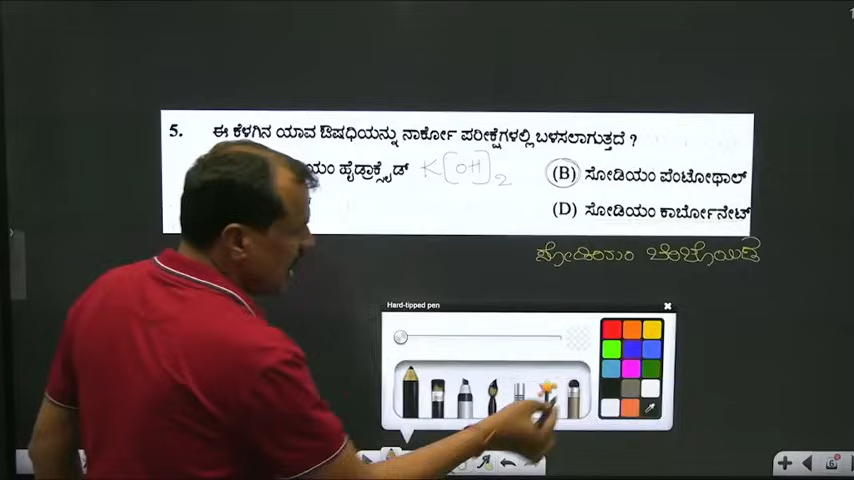 5. ಈ ಕೆಳಗಿನ ಯಾವ ಔಷಧಿಯನ್ನು ನಾರ್ಕೋ ಪರೀಕ್ಷೆಗಳಲ್ಲಿ ಬಳಸಲಾಗುತ್ತದೆ ?
ಯಂ ಹೈಡ್ರಾಕ್ಸೈಡ್ K[OH]2 (B) ಸೋಡಿಯಂ ಪೆಂಟೋಥಾಲ್
(D) ಸೋಡಿಯಂ ಕಾರ್ಬೋನೇಟ್
ಸೋಡಿಯಂ
Hard-tipped pen